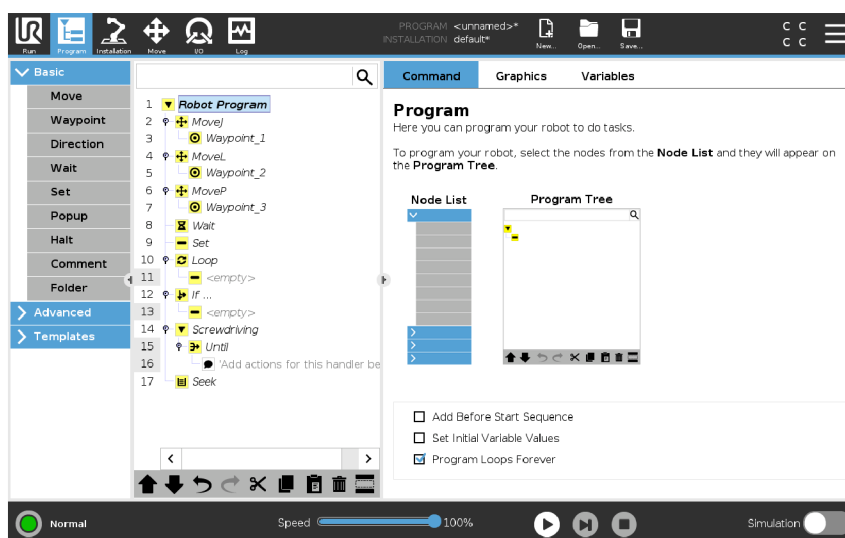 PROGRAM <unnamed>*
INSTALLATION default*
UR
Run Program Installation Move I/O Log New... Open... Save...
C C
C C
Basic
Move
Waypoint
Direction
Wait
Set
Popup
Halt
Comment
Folder
Advanced
Templates
1 Robot Program
2 MoveJ
3 Waypoint_1
4 MoveL
5 Waypoint_2
6 MoveP
7 Waypoint_3
8 Wait
9 Set
10 Loop
11 <empty>
12 If ...
13 <empty>
14 Screwdriving
15 Until
16 'Add actions for this handler be
17 Seek
Command Graphics Variables
Program
Here you can program your robot to do tasks.
To program your robot, select the nodes from the Node List and they will appear on
the Program Tree.
Node List Program Tree
Add Before Start Sequence
Set Initial Variable Values
Program Loops Forever
Normal Speed 100% Simulation